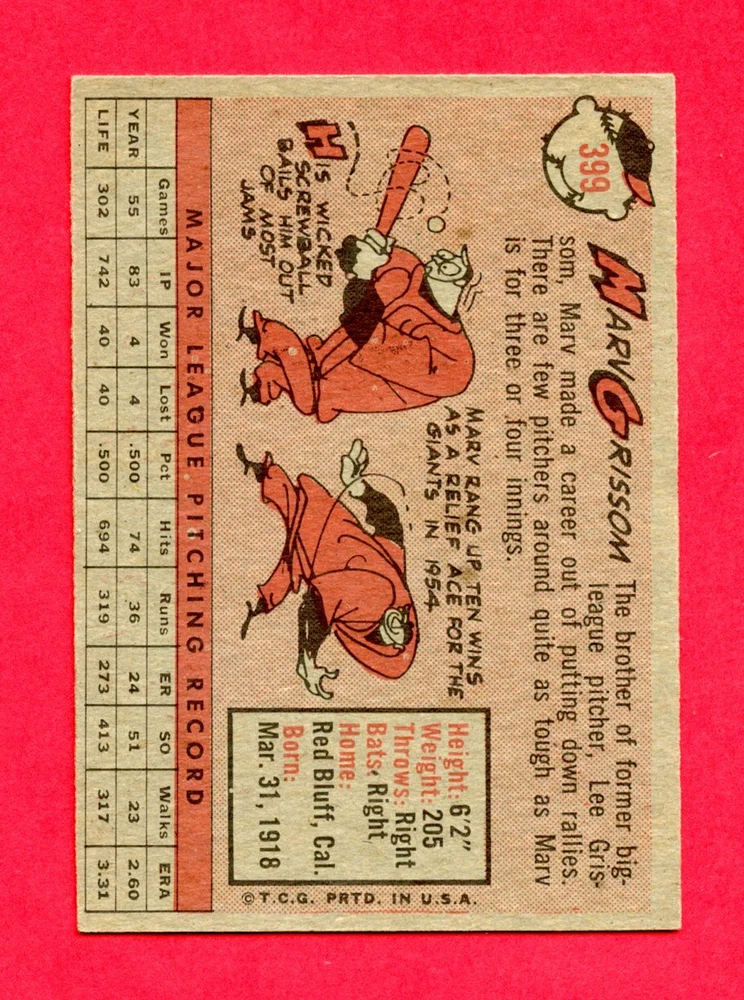 399
MARV GRISSOM
The brother of former big-
league pitcher, Lee Gris-
som, Marv made a career out of putting down rallies.
There are few pitchers around quite as tough as Marv
is for three or four innings.
HIS WICKED
SCREWBALL
BAILS HIM OUT
OF MOST
JAMS
MARV RANG UP TEN WINS
AS A RELIEF ACE FOR THE
GIANTS IN 1954
Height: 6'2"
Weight: 205
Throws: Right
Bats: Right
Home:
Red Bluff, Cal.
Born:
Mar. 31, 1918
©T.C.G. PRTD. IN U.S.A.
MAJOR LEAGUE PITCHING RECORD
Games IP Won Lost Pct Hits Runs ER SO Walks ERA
YEAR 55 83 4 4 .500 74 36 24 51 23 2.60
LIFE 302 742 40 40 .500 694 319 273 413 317 3.31